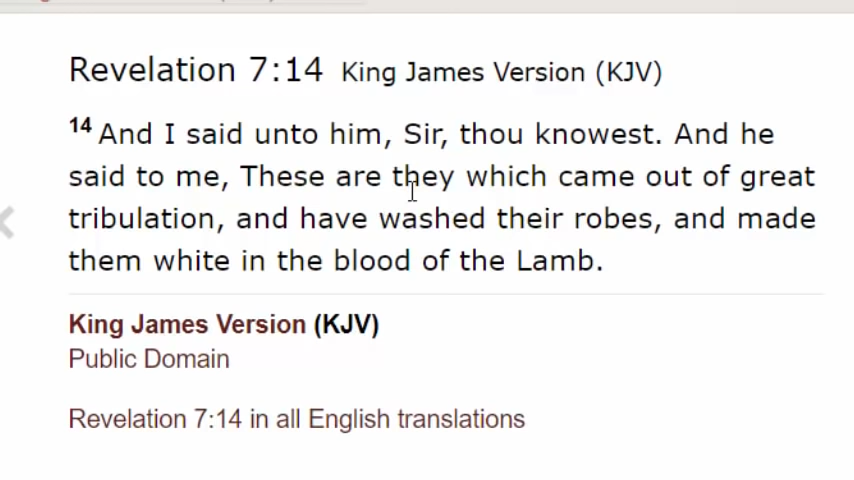 Revelation 7:14 King James Version (KJV)
14 And I said unto him, Sir, thou knowest. And he
said to me, These are they which came out of great
tribulation, and have washed their robes, and made
them white in the blood of the Lamb.
King James Version (KJV)
Public Domain
Revelation 7:14 in all English translations